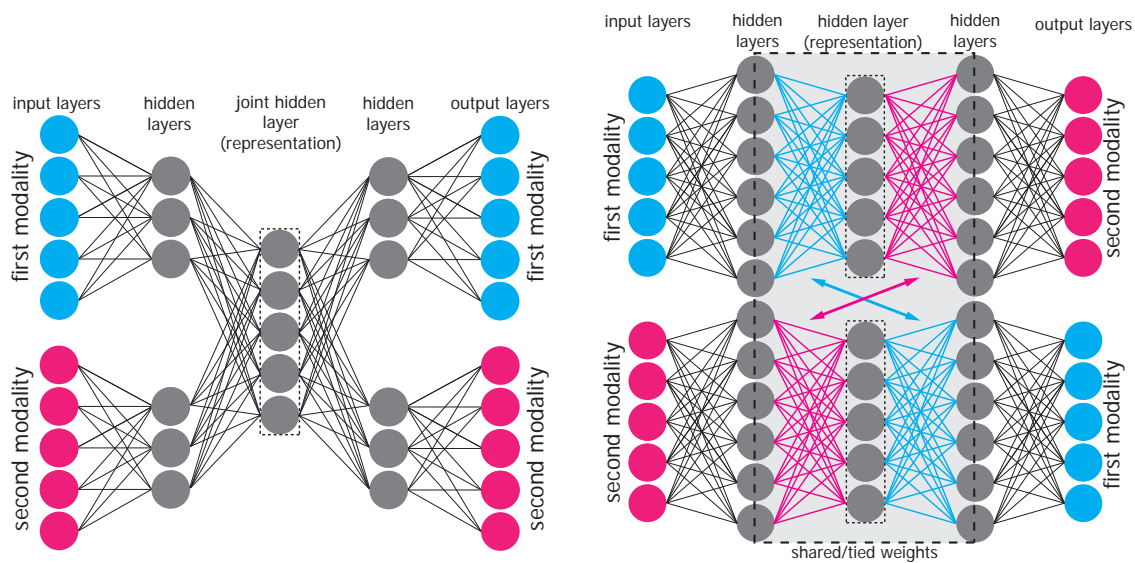 input layers
hidden
layers
joint hidden
layer
(representation)
hidden
layers
output layers
first modality
second modality
first modality
second modality
input layers
hidden
layers
hidden layer
(representation)
hidden
layers
output layers
first modality
second modality
second modality
first modality
shared/tied weights